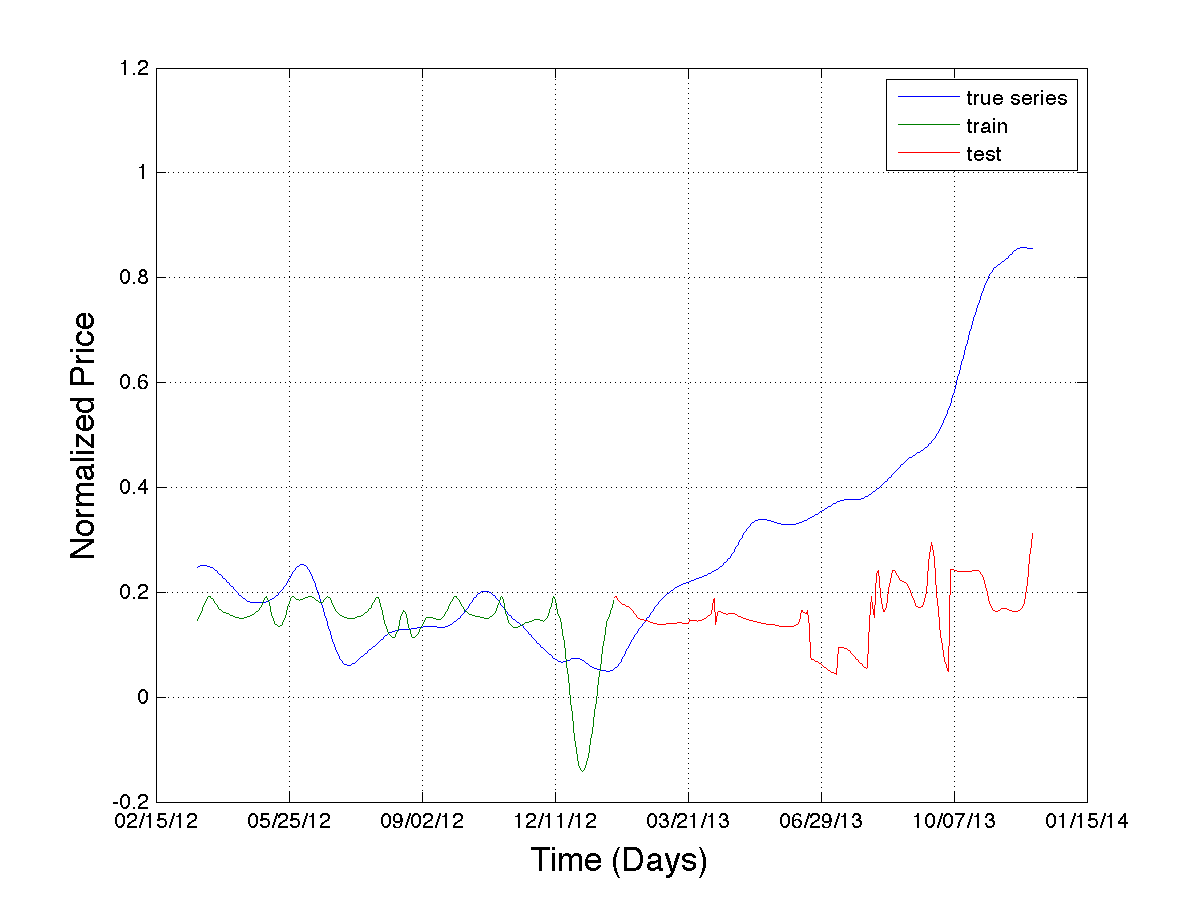 1.2
1
0.8
0.6
0.4
0.2
0
-0.2
Normalized Price
true series
train
test
02/15/12 05/25/12 09/02/12 12/11/12 03/21/13 06/29/13 10/07/13 01/15/14
Time (Days)